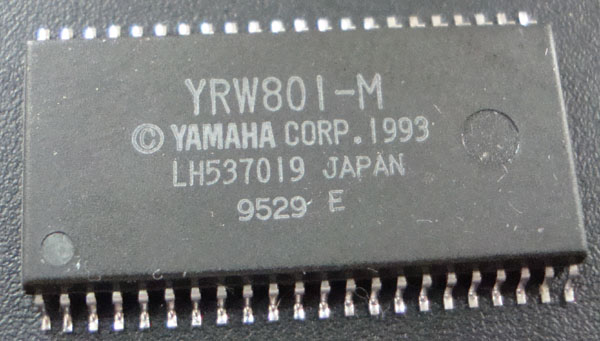 YRW801-M
© YAMAHA CORP. 1993
LH537019 JAPAN
9529 E